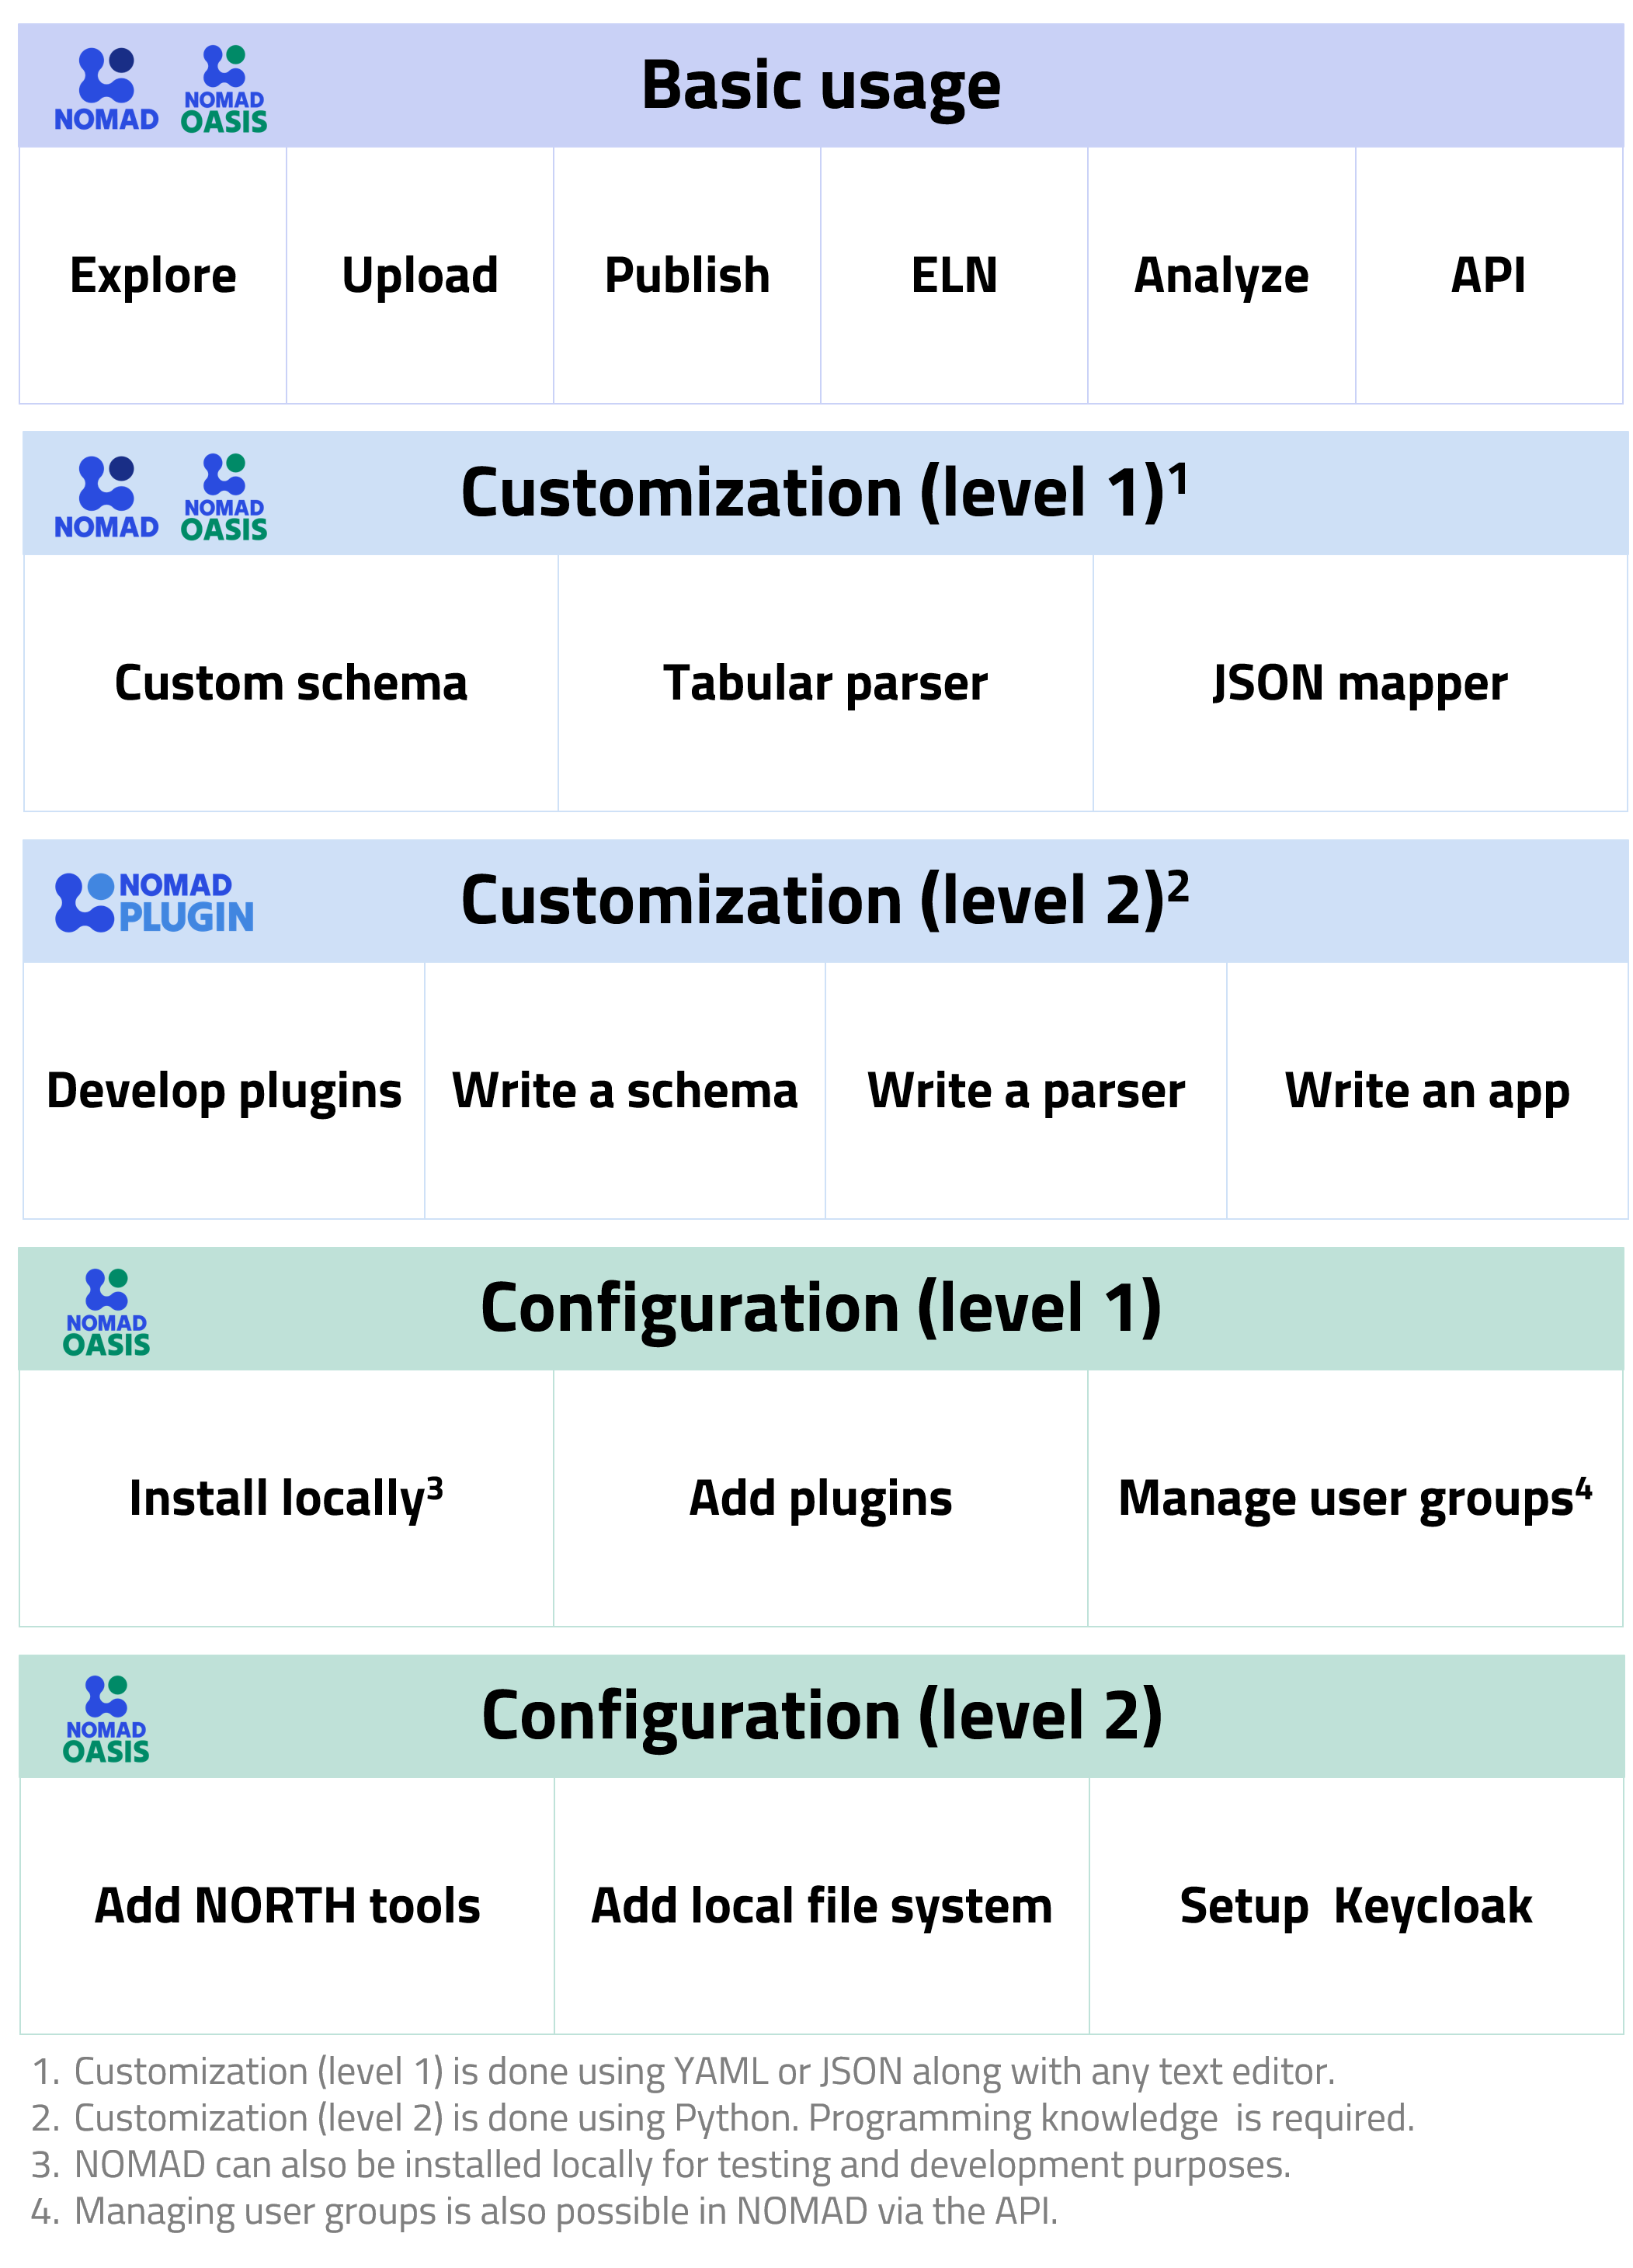 NOMAD
NOMAD
OASIS
Basic usage
Explore
Upload
Publish
ELN
Analyze
API
NOMAD
NOMAD
OASIS
Customization (level 1)¹
Custom schema
Tabular parser
JSON mapper
NOMAD
PLUGIN
Customization (level 2)²
Develop plugins
Write a schema
Write a parser
Write an app
NOMAD
OASIS
Configuration (level 1)
Install locally³
Add plugins
Manage user groups⁴
NOMAD
OASIS
Configuration (level 2)
Add NORTH tools
Add local file system
Setup  Keycloak
1. Customization (level 1) is done using YAML or JSON along with any text editor.
2. Customization (level 2) is done using Python. Programming knowledge  is required.
3. NOMAD can also be installed locally for testing and development purposes.
4. Managing user groups is also possible in NOMAD via the API.